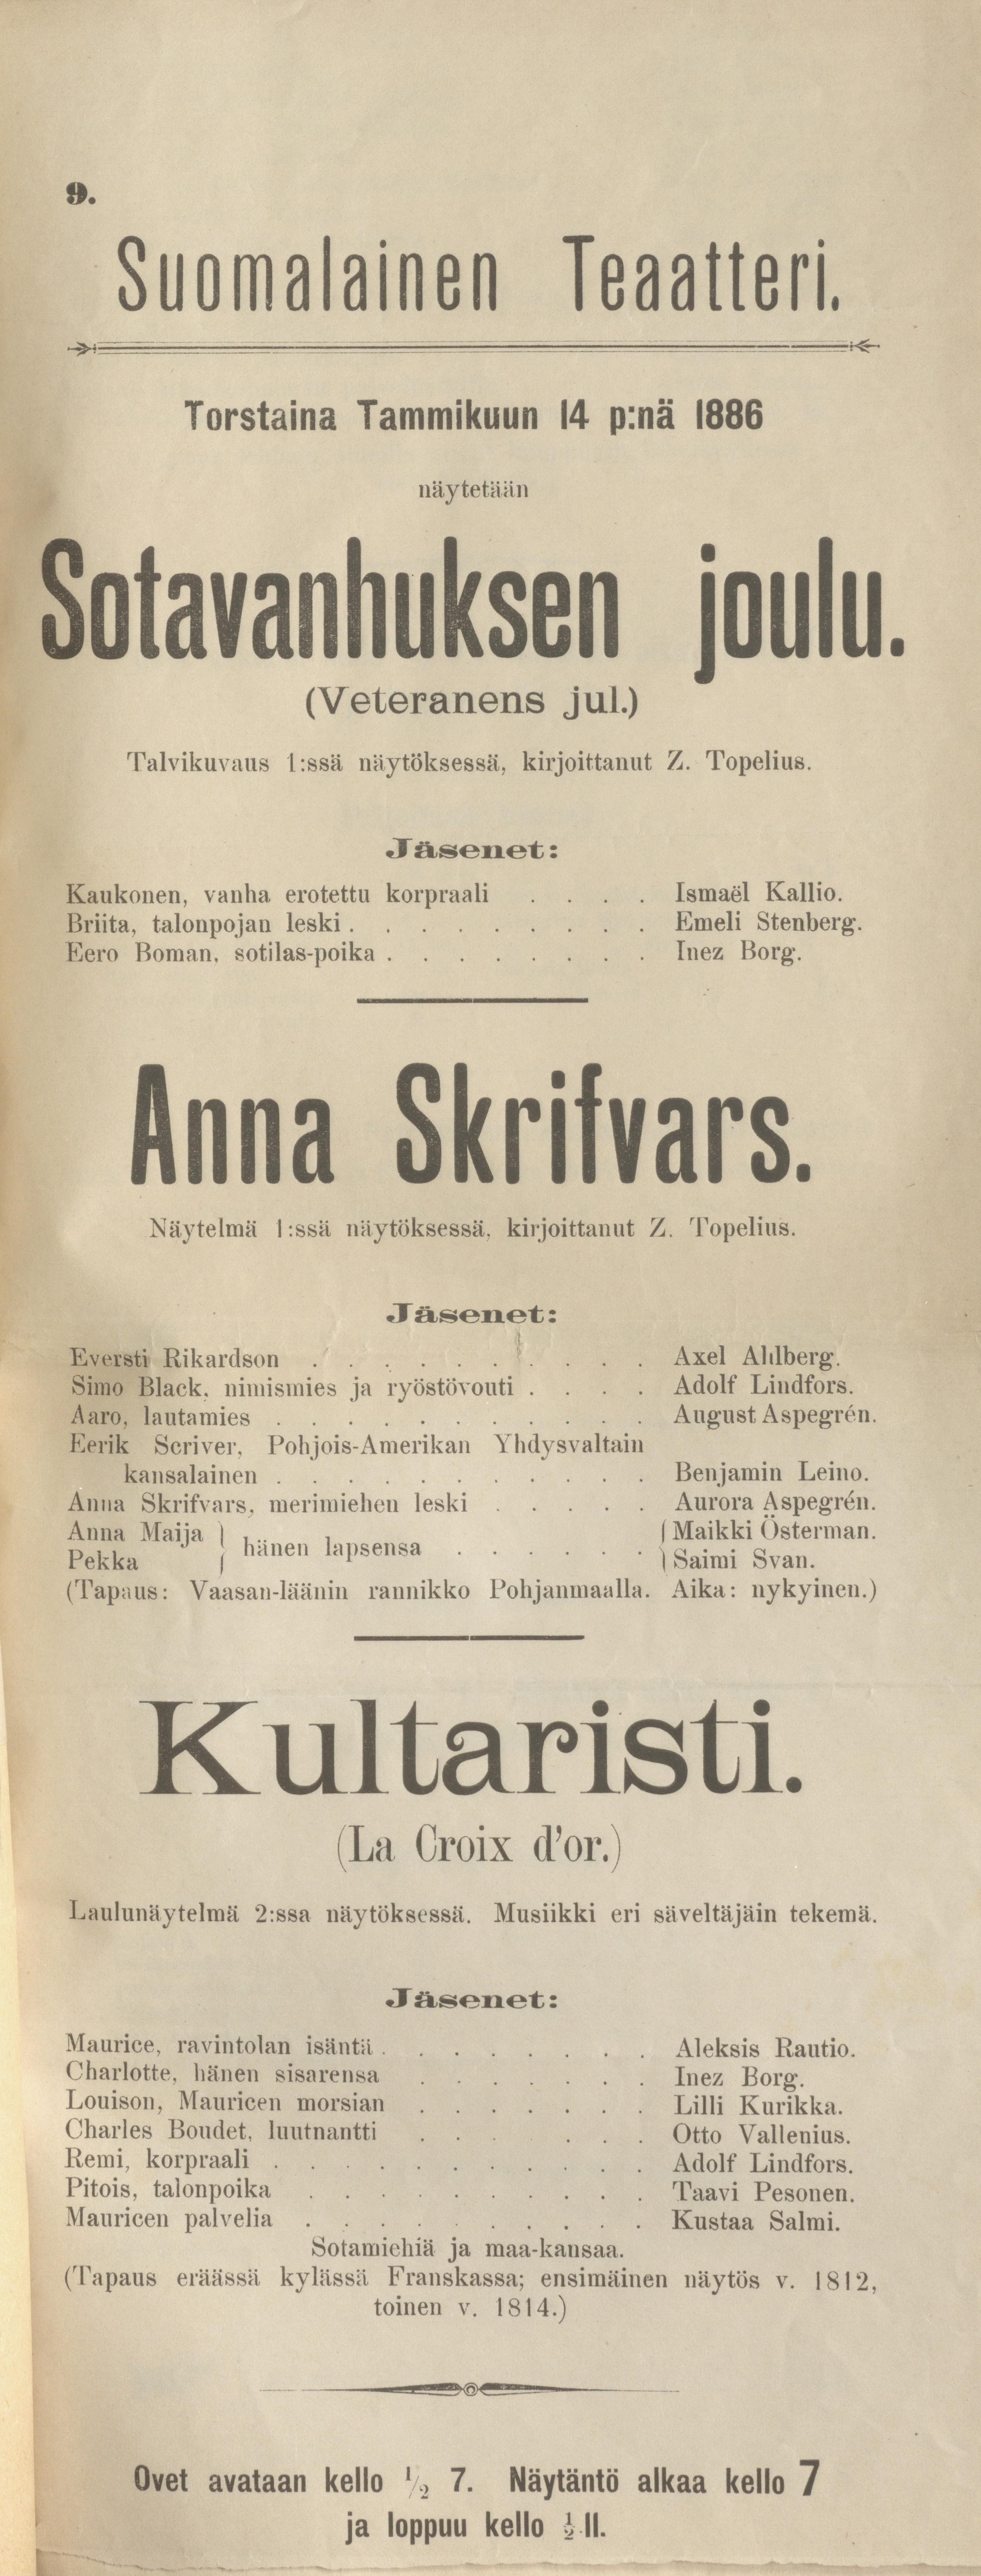 9.
Suomalainen Teaatteri.
Torstaina Tammikuun 14 p:nä 1886
näytetään
Sotavanhuksen joulu.
(Veteranens jul.)
Talvikuvaus 1:ssä näytöksessä, kirjoittanut Z. Topelius.
Jäsenet:
Kaukonen, vanha erotettu korpraali . . . . Ismaël Kallio.
Briita, talonpojan leski . . . . . . . . . Emeli Stenberg.
Eero Boman, sotilas-poika . . . . . . . . Inez Borg.
Anna Skrifvars.
Näytelmä 1:ssä näytöksessä, kirjoittanut Z. Topelius.
Jäsenet:
Eversti Rikardson . . . . . . . . . . Axel Ahlberg.
Simo Black, nimismies ja ryöstövouti . . . . Adolf Lindfors.
Aaro, lautamies . . . . . . . . . . . August Aspegrén.
Eerik Scriver, Pohjois-Amerikan Yhdysvaltain
kansalainen . . . . . . . . . . . Benjamin Leino.
Anna Skrifvars, merimiehen leski . . . . . Aurora Aspegrén.
Anna Maija } hänen lapsensa . . . . . . { Maikki Österman.
Pekka } { Saimi Svan.
(Tapaus: Vaasan-läänin rannikko Pohjanmaalla. Aika: nykyinen.)
Kultaristi.
(La Croix d'or.)
Laulunäytelmä 2:ssa näytöksessä. Musiikki eri säveltäjäin tekemä.
Jäsenet:
Maurice, ravintolan isäntä . . . . . . . . Aleksis Rautio.
Charlotte, hänen sisarensa . . . . . . . Inez Borg.
Louison, Mauricen morsian . . . . . . . Lilli Kurikka.
Charles Boudet, luutnantti . . . . . . Otto Vallenius.
Remi, korpraali . . . . . . . . . . . Adolf Lindfors.
Pitois, talonpoika . . . . . . . . . . Taavi Pesonen.
Mauricen palvelia . . . . . . . . . . Kustaa Salmi.
Sotamiehiä ja maa-kansaa.
(Tapaus eräässä kylässä Franskassa; ensimäinen näytös v. 1812,
toinen v. 1814.)
Ovet avataan kello ½ 7. Näytäntö alkaa kello 7
ja loppuu kello ½ 11.